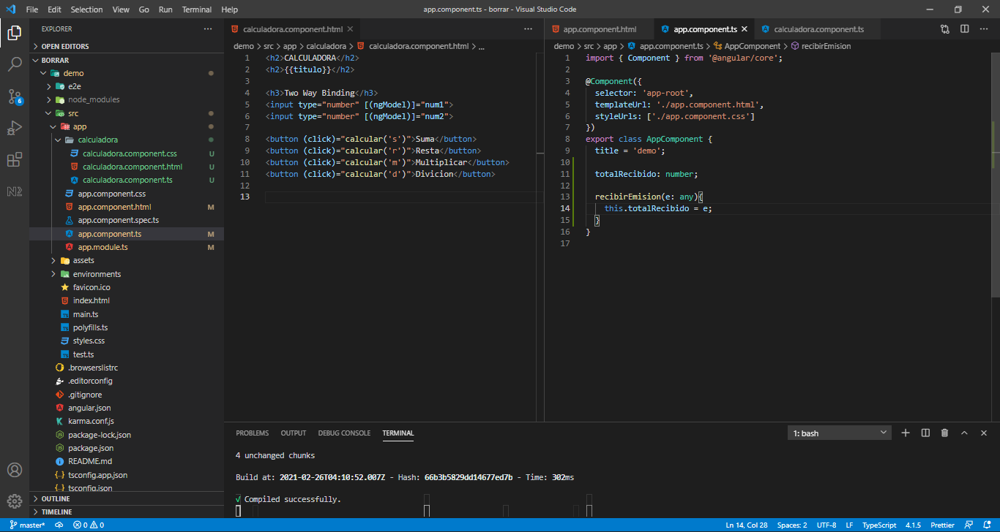 File Edit Selection View Go Run Terminal Help
app.component.ts - borrar - Visual Studio Code
EXPLORER
OPEN EDITORS
BORRAR
demo
e2e
node_modules
src
app
calculadora
calculadora.component.css U
calculadora.component.html U
calculadora.component.ts U
app.component.css
app.component.html M
app.component.spec.ts
app.component.ts M
app.module.ts M
assets
environments
favicon.ico
index.html
main.ts
polyfills.ts
styles.css
test.ts
.browserslistrc
.editorconfig
.gitignore
angular.json
karma.conf.js
package-lock.json
package.json
README.md
tsconfig.app.json
tsconfig.json
OUTLINE
TIMELINE
6
calculadora.component.html
demo > src > app > calculadora > calculadora.component.html > ...
1 <h2>CALCULADORA</h2>
2 <h2>{{titulo}}</h2>
3
4 <h3>Two Way Binding</h3>
5 <input type="number" [(ngModel)]="num1">
6 <input type="number" [(ngModel)]="num2">
7
8 <button (click)="calcular('s')">Suma</button>
9 <button (click)="calcular('r')">Resta</button>
10 <button (click)="calcular('m')">Multiplicar</button>
11 <button (click)="calcular('d')">Divicion</button>
12
13
app.component.html app.component.ts calculadora.component.ts
demo > src > app > app.component.ts > AppComponent > recibirEmision
1 import { Component } from '@angular/core';
2
3 @Component({
4 selector: 'app-root',
5 templateUrl: './app.component.html',
6 styleUrls: ['./app.component.css']
7 })
8 export class AppComponent {
9 title = 'demo';
10
11 totalRecibido: number;
12
13 recibirEmision(e: any){
14 this.totalRecibido = e;
15 }
16 }
17
PROBLEMS OUTPUT DEBUG CONSOLE TERMINAL
1: bash
4 unchanged chunks
Build at: 2021-02-26T04:10:52.007Z - Hash: 66b3b5829dd14677ed7b - Time: 302ms
√ Compiled successfully.
master* 0 0
Ln 14, Col 28 Spaces: 2 UTF-8 LF TypeScript 4.1.5 Prettier